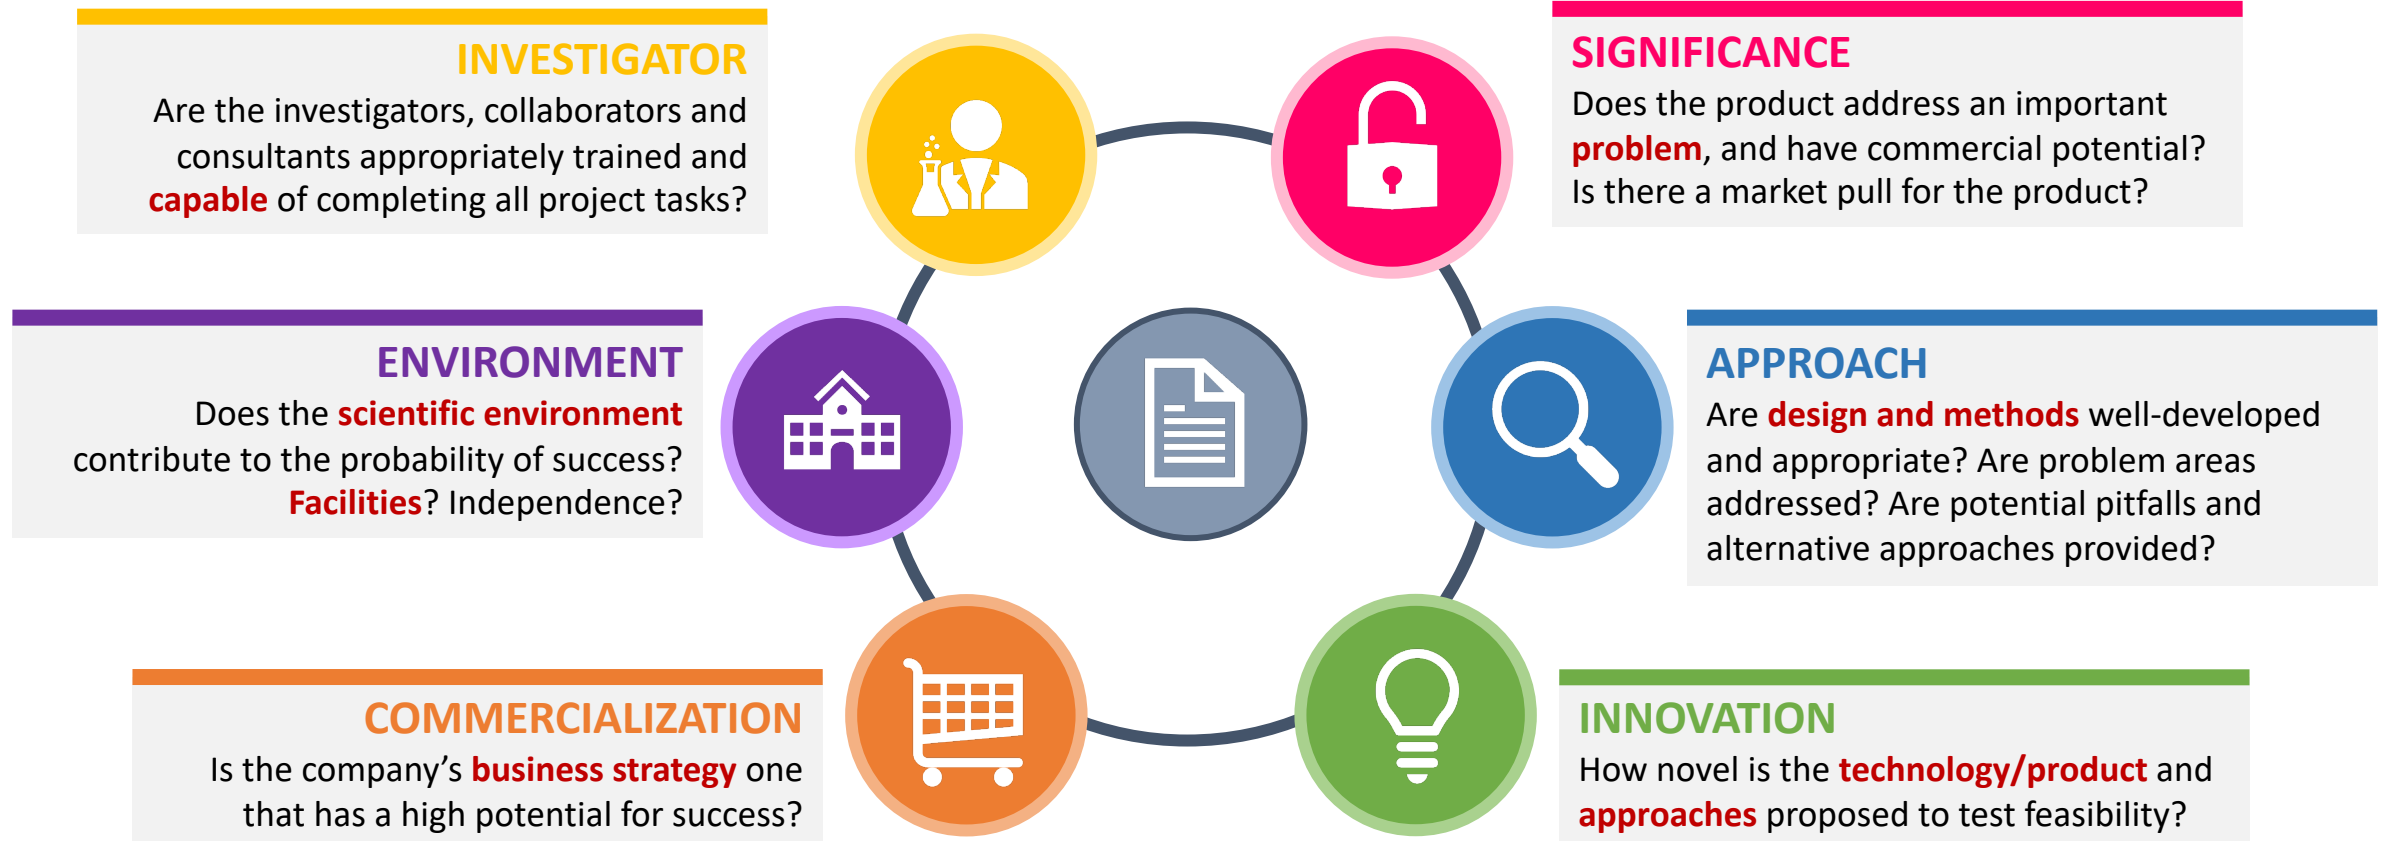 INVESTIGATOR
Are the investigators, collaborators and
consultants appropriately trained and
capable of completing all project tasks?
SIGNIFICANCE
Does the product address an important
problem, and have commercial potential?
Is there a market pull for the product?
ENVIRONMENT
Does the scientific environment
contribute to the probability of success?
Facilities? Independence?
APPROACH
Are design and methods well-developed
and appropriate? Are problem areas
addressed? Are potential pitfalls and
alternative approaches provided?
COMMERCIALIZATION
Is the company’s business strategy one
that has a high potential for success?
INNOVATION
How novel is the technology/product and
approaches proposed to test feasibility?